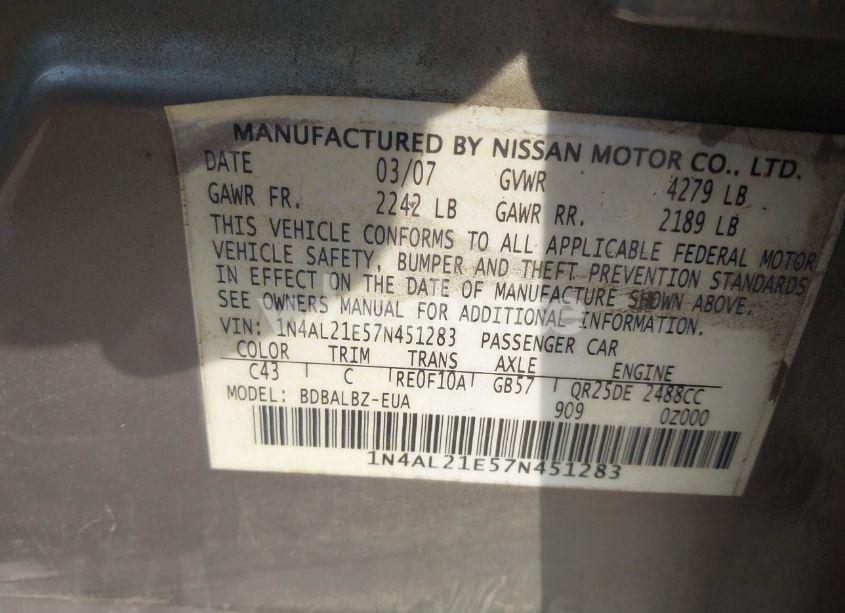 MANUFACTURED BY NISSAN MOTOR CO., LTD.
DATE 03/07 GVWR 4279 LB
GAWR FR. 2242 LB GAWR RR. 2189 LB
THIS VEHICLE CONFORMS TO ALL APPLICABLE FEDERAL MOTOR
VEHICLE SAFETY, BUMPER AND THEFT PREVENTION STANDARDS
IN EFFECT ON THE DATE OF MANUFACTURE SHOWN ABOVE.
SEE OWNERS MANUAL FOR ADDITIONAL INFORMATION.
VIN: 1N4AL21E57N451283 PASSENGER CAR
COLOR TRIM TRANS AXLE ENGINE
C43 C RE0F10A GB57 QR25DE 2488CC
MODEL: BDBALBZ-EUA 909 0Z000
1N4AL21E57N451283